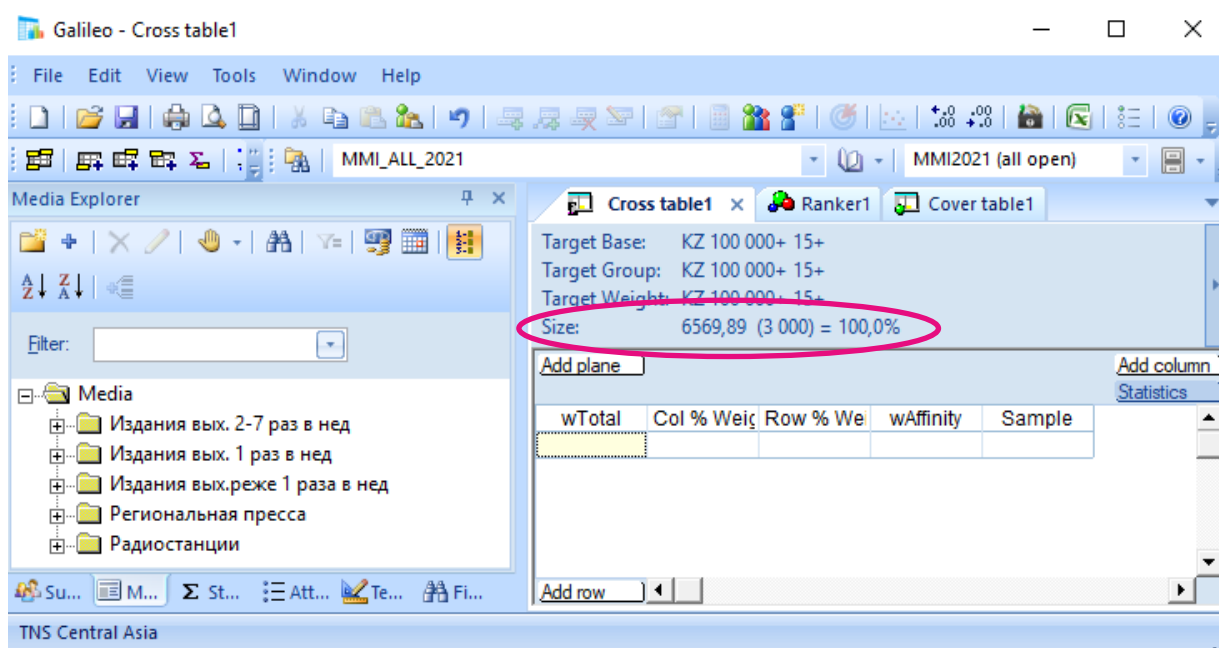 Galileo - Cross table1
File Edit View Tools Window Help
MMI_ALL_2021 MMI2021 (all open)
Media Explorer
Cross table1 Ranker1 Cover table1
Filter:
Media
Издания вых. 2-7 раз в нед
Издания вых. 1 раз в нед
Издания вых.реже 1 раза в нед
Региональная пресса
Радиостанции
Su... M... Σ St... Att... Te... Fi...
Target Base: KZ 100 000+ 15+
Target Group: KZ 100 000+ 15+
Target Weight: KZ 100 000+ 15+
Size: 6569,89 (3 000) = 100,0%
Add plane Add column
Statistics
wTotal Col % Weig Row % We wAffinity Sample
Add row
TNS Central Asia